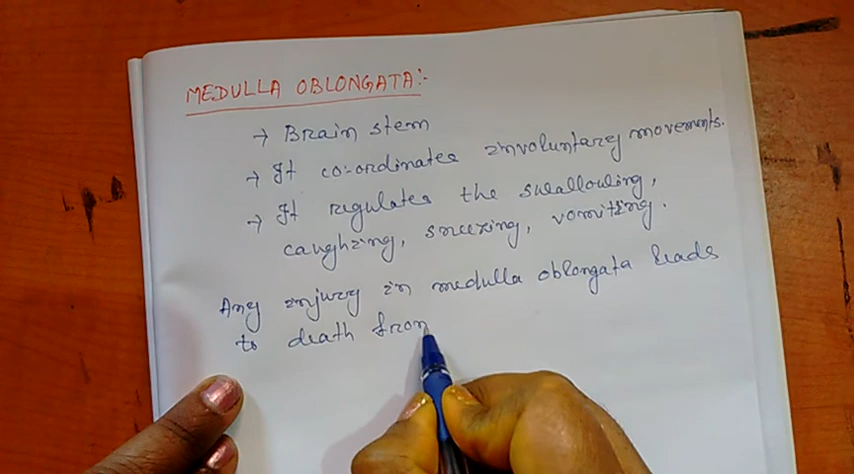 MEDULLA OBLONGATA:-
→ Brain stem
→ It co-ordinates involuntary movements.
→ It regulates the swallowing,
caughing, sneezing, vomiting.
Any injury in medulla oblongata leads
to death from